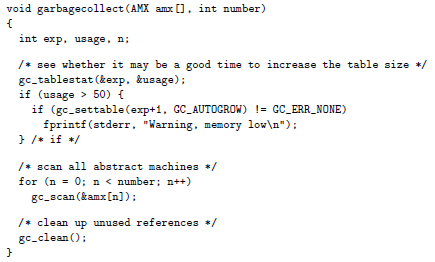 void garbagecollect(AMX amx[], int number)
{
  int exp, usage, n;

  /* see whether it may be a good time to increase the table size */
  gc_tablestat(&exp, &usage);
  if (usage > 50) {
    if (gc_settable(exp+1, GC_AUTOGROW) != GC_ERR_NONE)
      fprintf(stderr, "Warning, memory low\n");
  } /* if */

  /* scan all abstract machines */
  for (n = 0; n < number; n++)
    gc_scan(&amx[n]);

  /* clean up unused references */
  gc_clean();
}